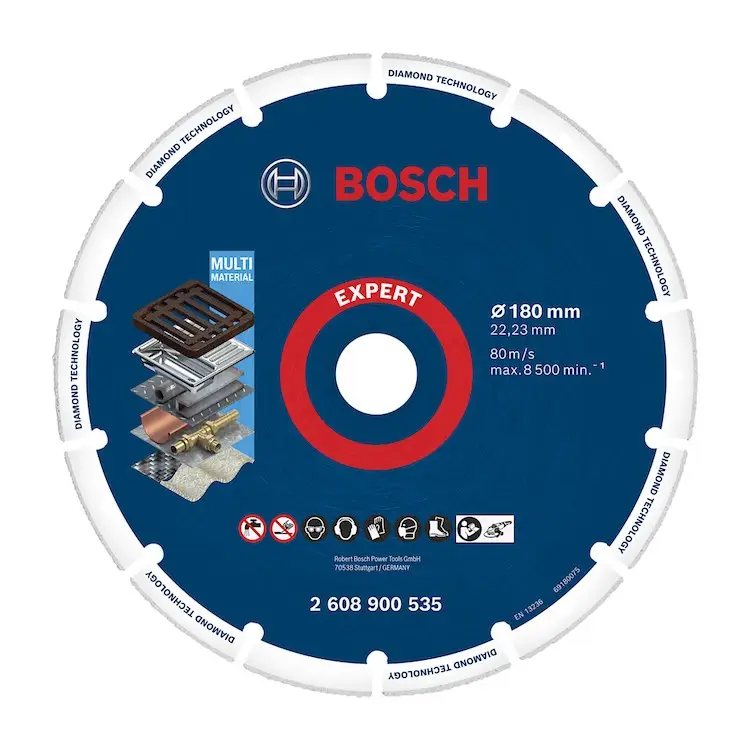 DIAMOND TECHNOLOGY
DIAMOND TECHNOLOGY
DIAMOND TECHNOLOGY
DIAMOND TECHNOLOGY
BOSCH
MULTI
MATERIAL
EXPERT
Ø 180 mm
22,23 mm
80 m/s
max. 8 500 min.⁻¹
Robert Bosch Power Tools GmbH
70538 Stuttgart / GERMANY
2 608 900 535
EN 13236
69180075
DIAMOND TECHNOLOGY
DIAMOND TECHNOLOGY
DIAMOND TECHNOLOGY